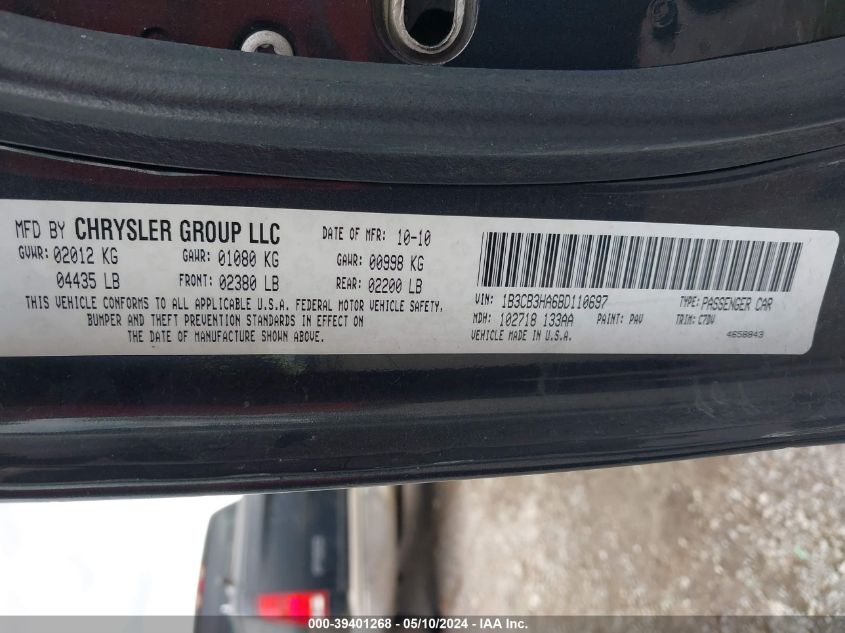 MFD BY CHRYSLER GROUP LLC DATE OF MFR: 10-10
GVWR: 02012 KG GAWR: 01080 KG GAWR: 00998 KG
04435 LB FRONT: 02380 LB REAR: 02200 LB
THIS VEHICLE CONFORMS TO ALL APPLICABLE U.S.A. FEDERAL MOTOR VEHICLE SAFETY,
BUMPER AND THEFT PREVENTION STANDARDS IN EFFECT ON
THE DATE OF MANUFACTURE SHOWN ABOVE.
VIN: 1B3CB3HA6BD110697 TYPE: PASSENGER CAR
MDH: 102718 133AA PAINT: PAV TRIM: C7DV
VEHICLE MADE IN U.S.A. 4658843
000-39401268 - 05/10/2024 - IAA Inc.